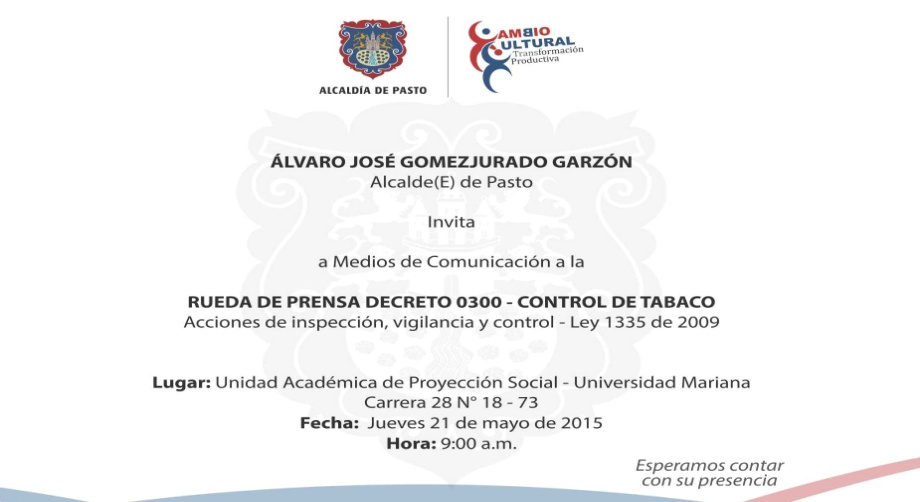 ALCALDÍA DE PASTO
CAMBIO
CULTURAL
Transformación
Productiva
ÁLVARO JOSÉ GOMEZJURADO GARZÓN
Alcalde(E) de Pasto
Invita
a Medios de Comunicación a la
RUEDA DE PRENSA DECRETO 0300 - CONTROL DE TABACO
Acciones de inspección, vigilancia y control - Ley 1335 de 2009
Lugar: Unidad Académica de Proyección Social - Universidad Mariana
Carrera 28 N° 18 - 73
Fecha: Jueves 21 de mayo de 2015
Hora: 9:00 a.m.
Esperamos contar
con su presencia